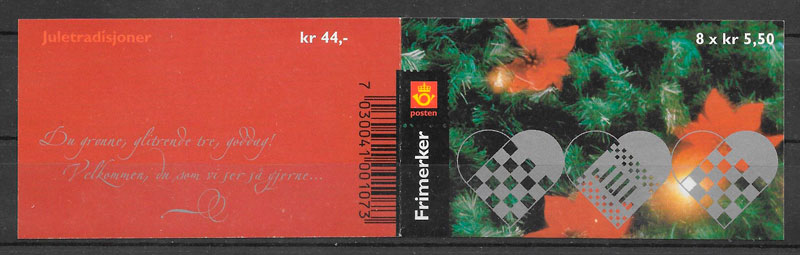 Juletradisjoner
kr 44,-
Du grønne, glitrende tre, goddag!
Velkommen, du som vi ser så gjerne...
7 030041 001073
posten
Frimerker
8 x kr 5,50